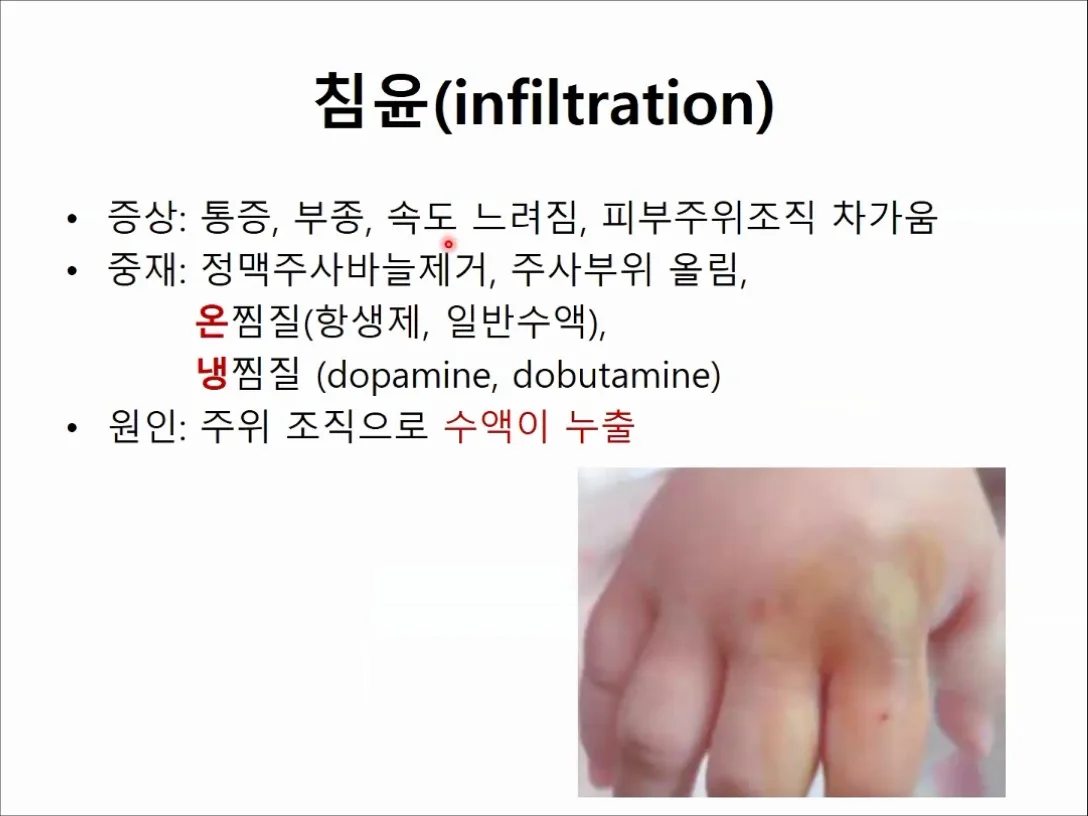 침윤(infiltration)
• 증상: 통증, 부종, 속도 느려짐, 피부주위조직 차가움
• 중재: 정맥주사바늘제거, 주사부위 올림,
온찜질(항생제, 일반수액),
냉찜질 (dopamine, dobutamine)
• 원인: 주위 조직으로 수액이 누출